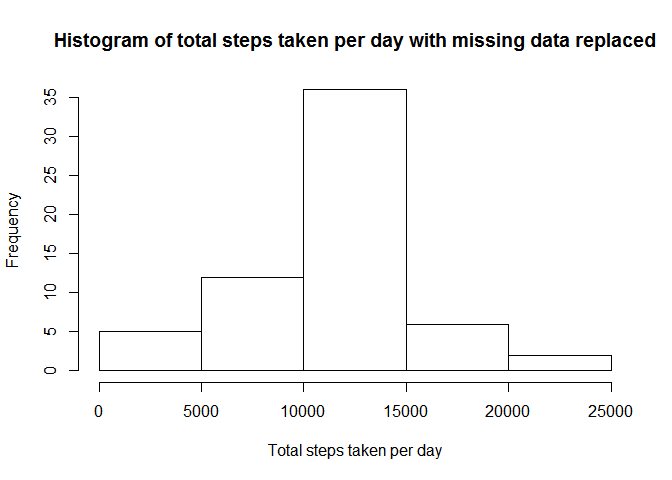 Histogram of total steps taken per day with missing data replaced
Frequency
35
30
25
20
15
10
5
0
0 5000 10000 15000 20000 25000
Total steps taken per day